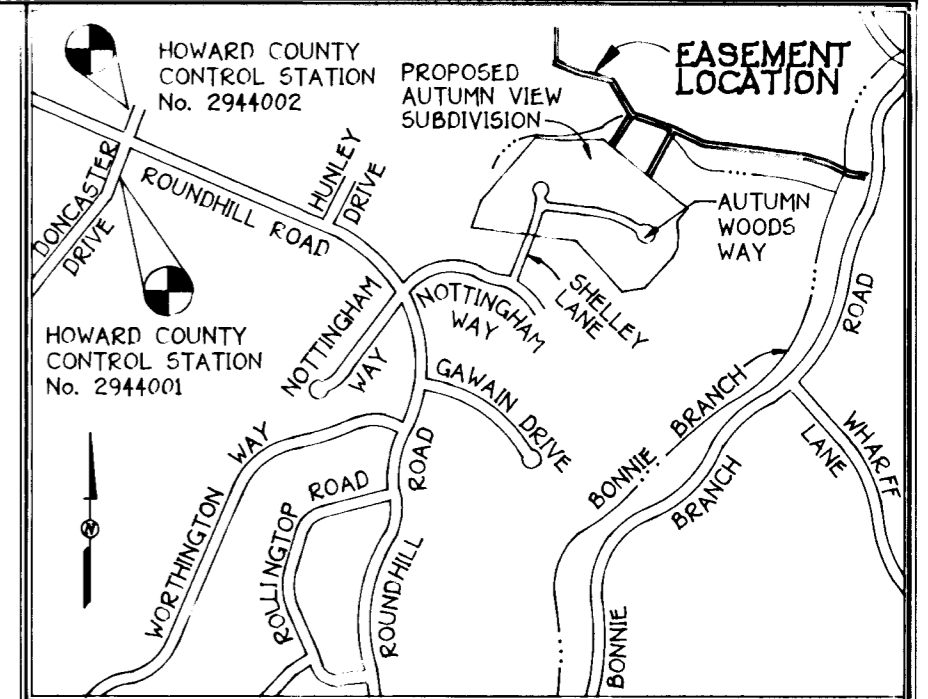 HOWARD COUNTY
CONTROL STATION
No. 2944002
PROPOSED
AUTUMN VIEW
SUBDIVISION
EASEMENT
LOCATION
DONCASTER
DRIVE
ROUNDHILL ROAD
HUNLEY
DRIVE
AUTUMN
WOODS
WAY
HOWARD COUNTY
CONTROL STATION
No. 2944001
NOTTINGHAM
WAY
NOTTINGHAM
WAY
SHELLEY
LANE
GAWAIN DRIVE
ROAD
BONNIE BRANCH
WHARFF
LANE
WORTHINGTON WAY
ROLLINGTOP ROAD
ROUNDHILL ROAD
BONNIE BRANCH
N